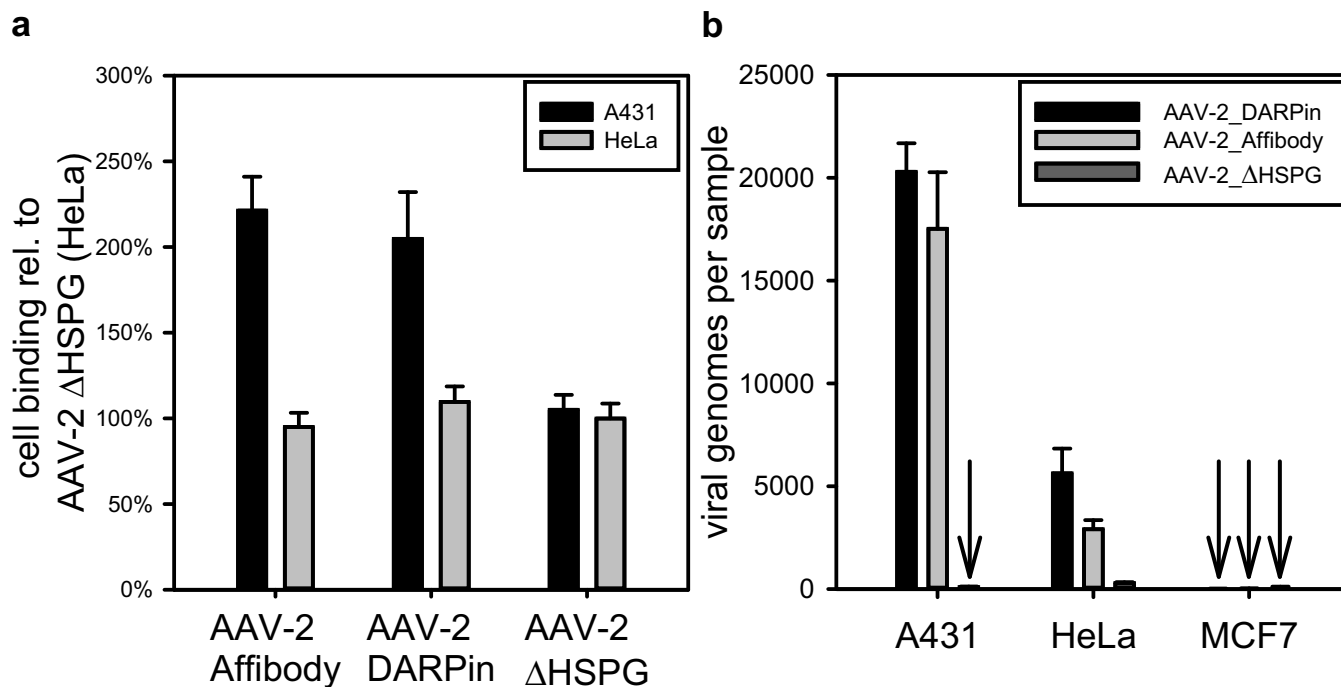 a
300%
250%
200%
150%
100%
50%
0%
cell binding rel. to
AAV-2 ΔHSPG (HeLa)
A431
HeLa
AAV-2
Affibody
AAV-2
DARPin
AAV-2
ΔHSPG
b
25000
20000
15000
10000
5000
0
viral genomes per sample
AAV-2_DARPin
AAV-2_Affibody
AAV-2_ΔHSPG
A431
HeLa
MCF7